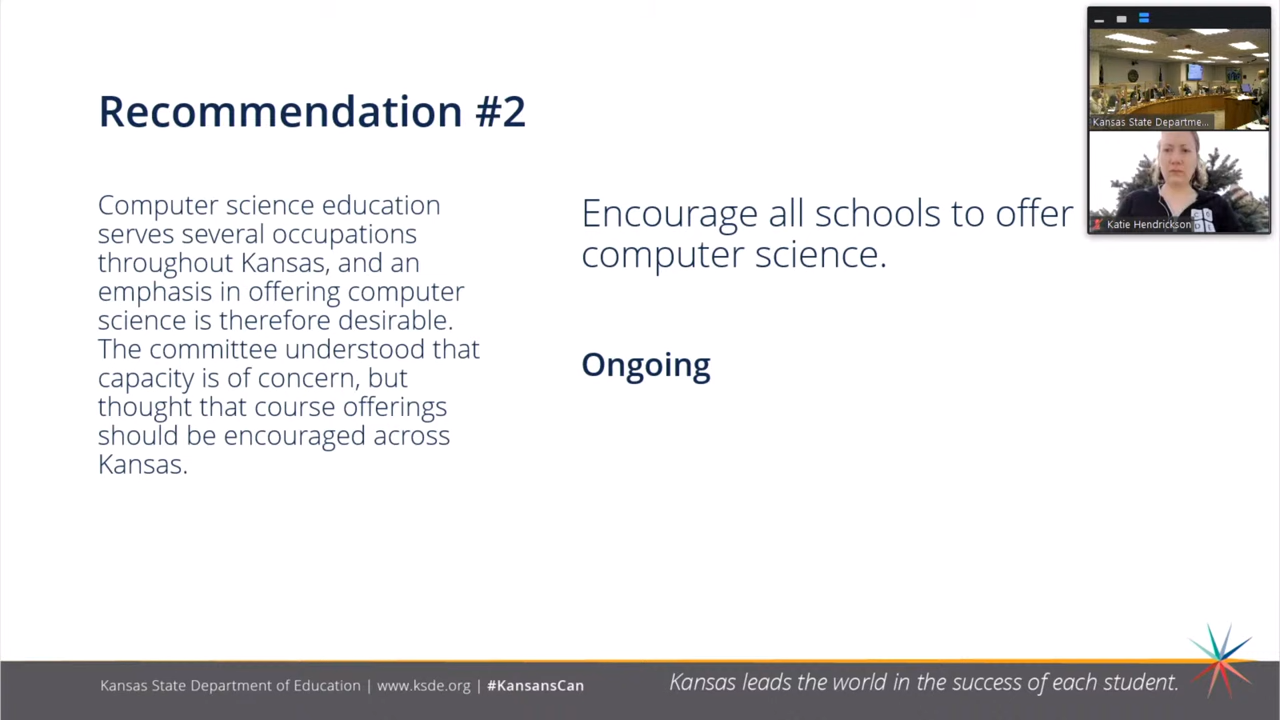 Recommendation #2
Computer science education
serves several occupations
throughout Kansas, and an
emphasis in offering computer
science is therefore desirable.
The committee understood that
capacity is of concern, but
thought that course offerings
should be encouraged across
Kansas.
Encourage all schools to offer
computer science.
Ongoing
Kansas State Departme...
Katie Hendrickson
Kansas State Department of Education | www.ksde.org | #KansansCan
Kansas leads the world in the success of each student.